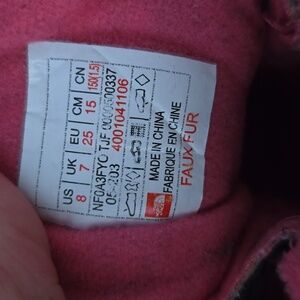 US UK EU CM CN
8 7 25 15 150(1.5)
NF0A3FYC TJF
4001041106
MADE IN CHINA
FABRIQUE EN CHINE
FAUX FUR